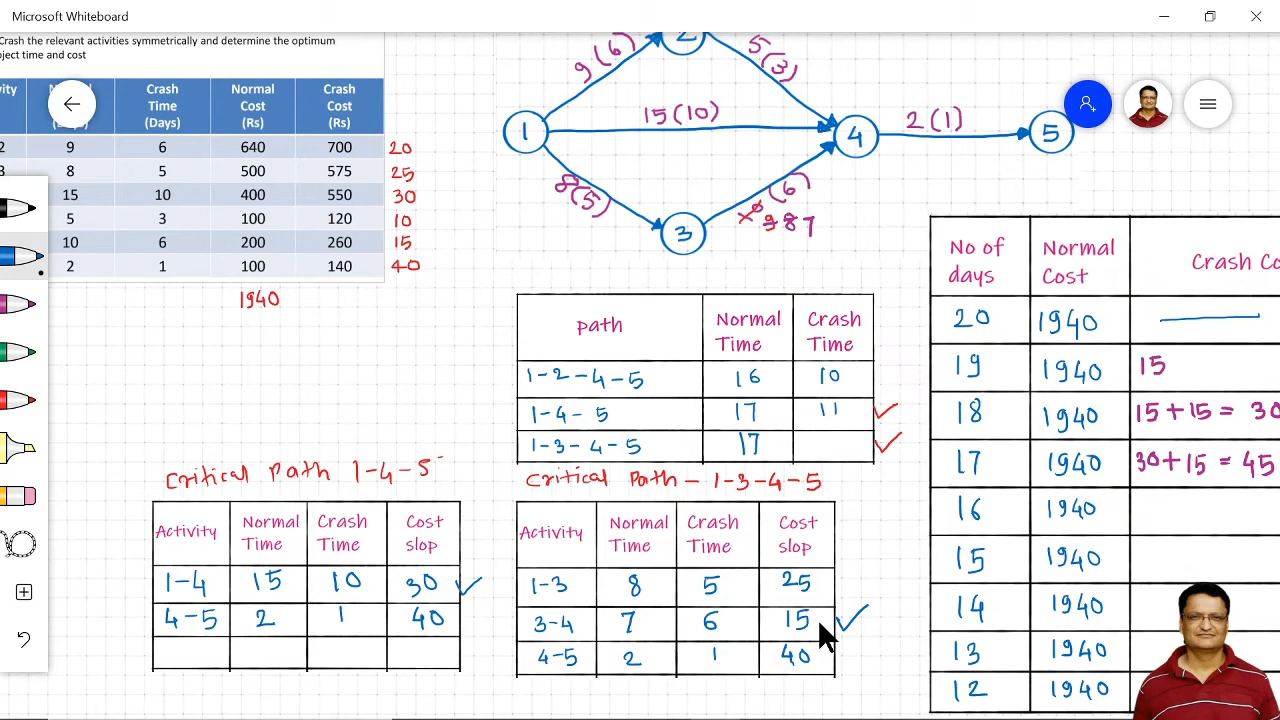 Microsoft Whiteboard
Crash the relevant activities symmetrically and determine the optimum
ject time and cost
vity Crash Normal Crash
Time Cost Cost
(Days) (Rs) (Rs)
2 9 6 640 700 20
3 8 5 500 575 25
15 10 400 550 30
5 3 100 120 10
10 6 200 260 15
2 1 100 140 40
1940
2
9(6) 5(3)
1 15(10) 4 2(1) 5
8(5) (6)
3 9 8 7
path Normal Time Crash Time
1-2-4-5 16 10
1-4-5 17 11
1-3-4-5 17
Critical Path 1-4-5
Activity Normal Time Crash Time Cost slop
1-4 15 10 30
4-5 2 1 40
Critical Path - 1-3-4-5
Activity Normal Time Crash Time Cost slop
1-3 8 5 25
3-4 7 6 15
4-5 2 1 40
No of days Normal Cost Crash Co
20 1940
19 1940 15
18 1940 15+15= 30
17 1940 30+15=45
16 1940
15 1940
14 1940
13 1940
12 1940